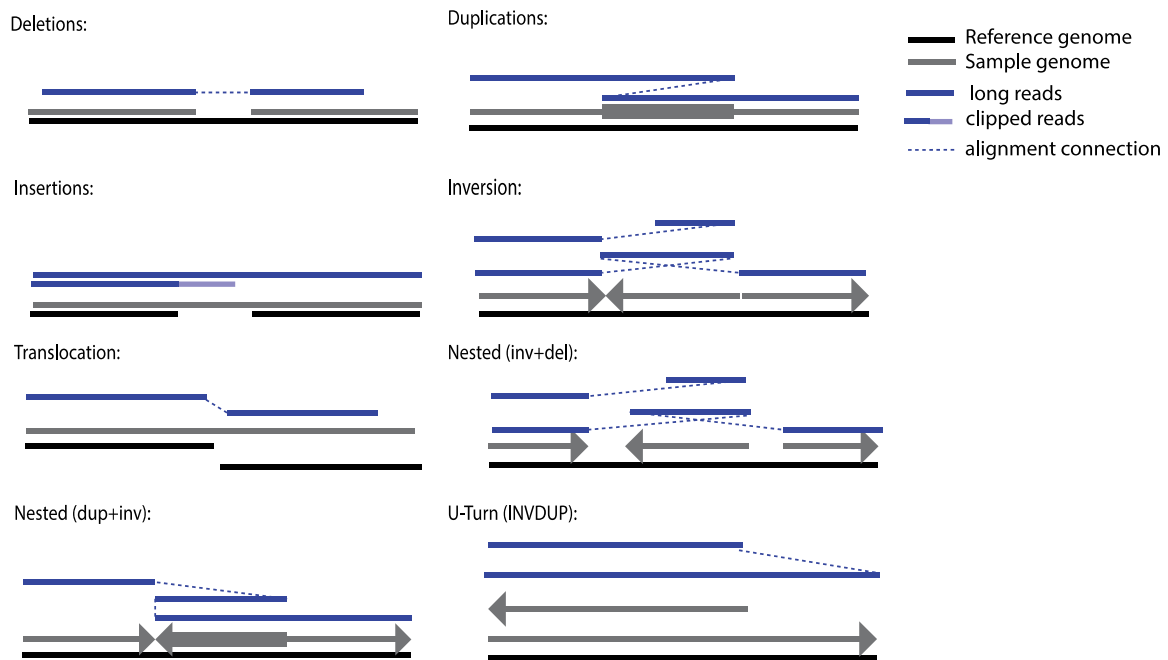 Deletions:
Duplications:
Reference genome
Sample genome
long reads
clipped reads
alignment connection
Insertions:
Inversion:
Translocation:
Nested (inv+del):
Nested (dup+inv):
U-Turn (INVDUP):